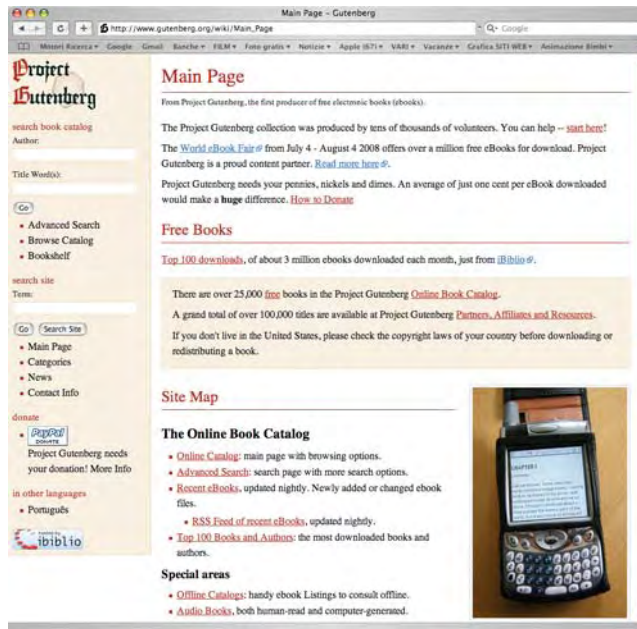 Main Page – Gutenberg
http://www.gutenberg.org/wiki/Main_Page
Google
Motori Ricerca
Google
Gmail
Banche
FILM
Foto gratis
Notizie
Apple (67)
VARI
Vacanze
Grafica SITI WEB
Animazione Bimbi
Project
Gutenberg
search book catalog
Author:
Title Word(s):
Go
Advanced Search
Browse Catalog
Bookshelf
search site
Term:
Go
Search Site
Main Page
Categories
News
Contact Info
donate
PayPal
DONATE
Project Gutenberg needs
your donation! More Info
in other languages
Português
ibiblio
Main Page
From Project Gutenberg, the first producer of free electronic books (ebooks).
The Project Gutenberg collection was produced by tens of thousands of volunteers. You can help -- start here!
The World eBook Fair from July 4 - August 4 2008 offers over a million free eBooks for download. Project
Gutenberg is a proud content partner. Read more here.
Project Gutenberg needs your pennies, nickels and dimes. An average of just one cent per eBook downloaded
would make a huge difference. How to Donate
Free Books
Top 100 downloads, of about 3 million ebooks downloaded each month, just from iBiblio.
There are over 25,000 free books in the Project Gutenberg Online Book Catalog.
A grand total of over 100,000 titles are available at Project Gutenberg Partners, Affiliates and Resources.
If you don't live in the United States, please check the copyright laws of your country before downloading or
redistributing a book.
Site Map
The Online Book Catalog
Online Catalog: main page with browsing options.
Advanced Search: search page with more search options.
Recent eBooks, updated nightly. Newly added or changed ebook
files.
RSS Feed of recent eBooks, updated nightly.
Top 100 Books and Authors: the most downloaded books and
authors.
Special areas
Offline Catalogs: handy ebook Listings to consult offline.
Audio Books, both human-read and computer-generated.
CHAPTER I